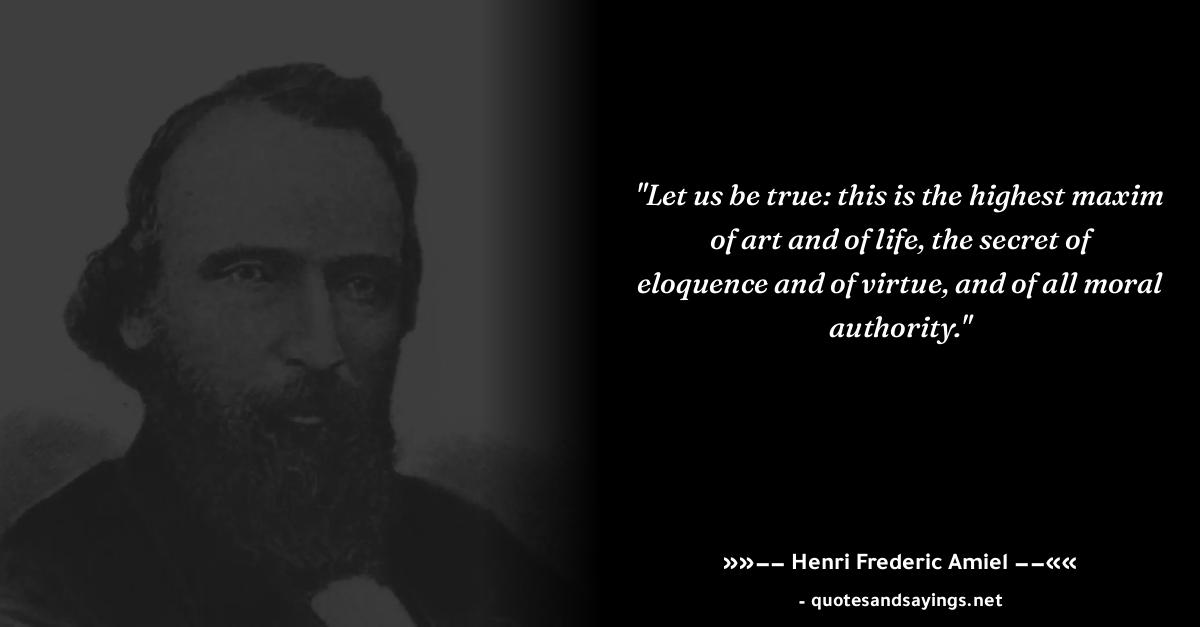 "Let us be true: this is the highest maxim
of art and of life, the secret of
eloquence and of virtue, and of all moral
authority."
»»−− Henri Frederic Amiel −−««
- quotesandsayings.net